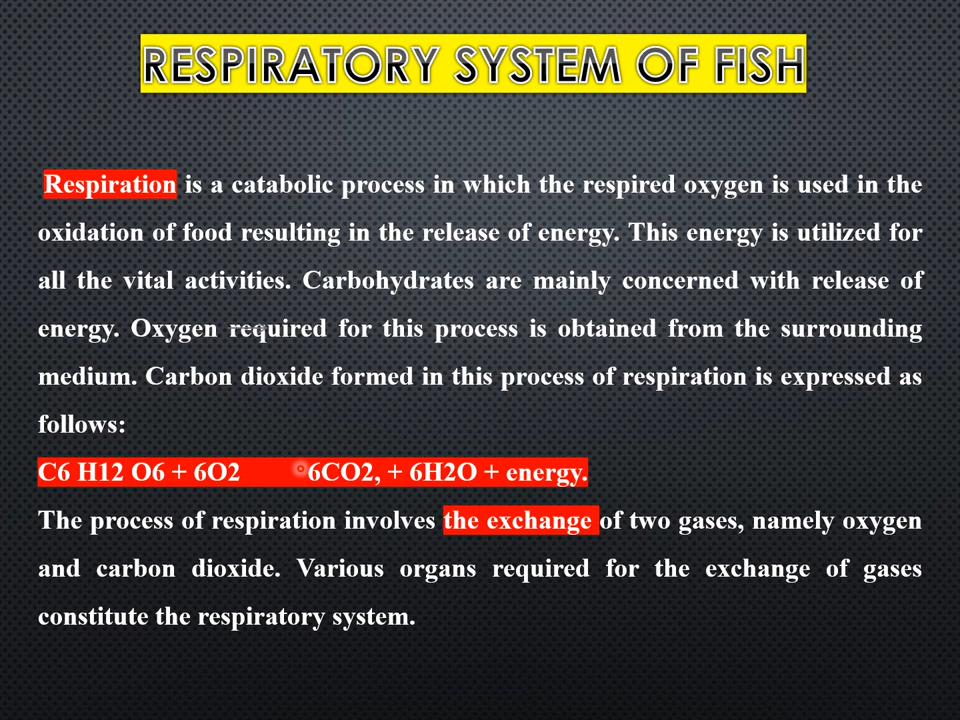 RESPIRATORY SYSTEM OF FISH
Respiration is a catabolic process in which the respired oxygen is used in the
oxidation of food resulting in the release of energy. This energy is utilized for
all the vital activities. Carbohydrates are mainly concerned with release of
energy. Oxygen required for this process is obtained from the surrounding
medium. Carbon dioxide formed in this process of respiration is expressed as
follows:
C6 H12 O6 + 6O2 6CO2, + 6H2O + energy.
The process of respiration involves the exchange of two gases, namely oxygen
and carbon dioxide. Various organs required for the exchange of gases
constitute the respiratory system.